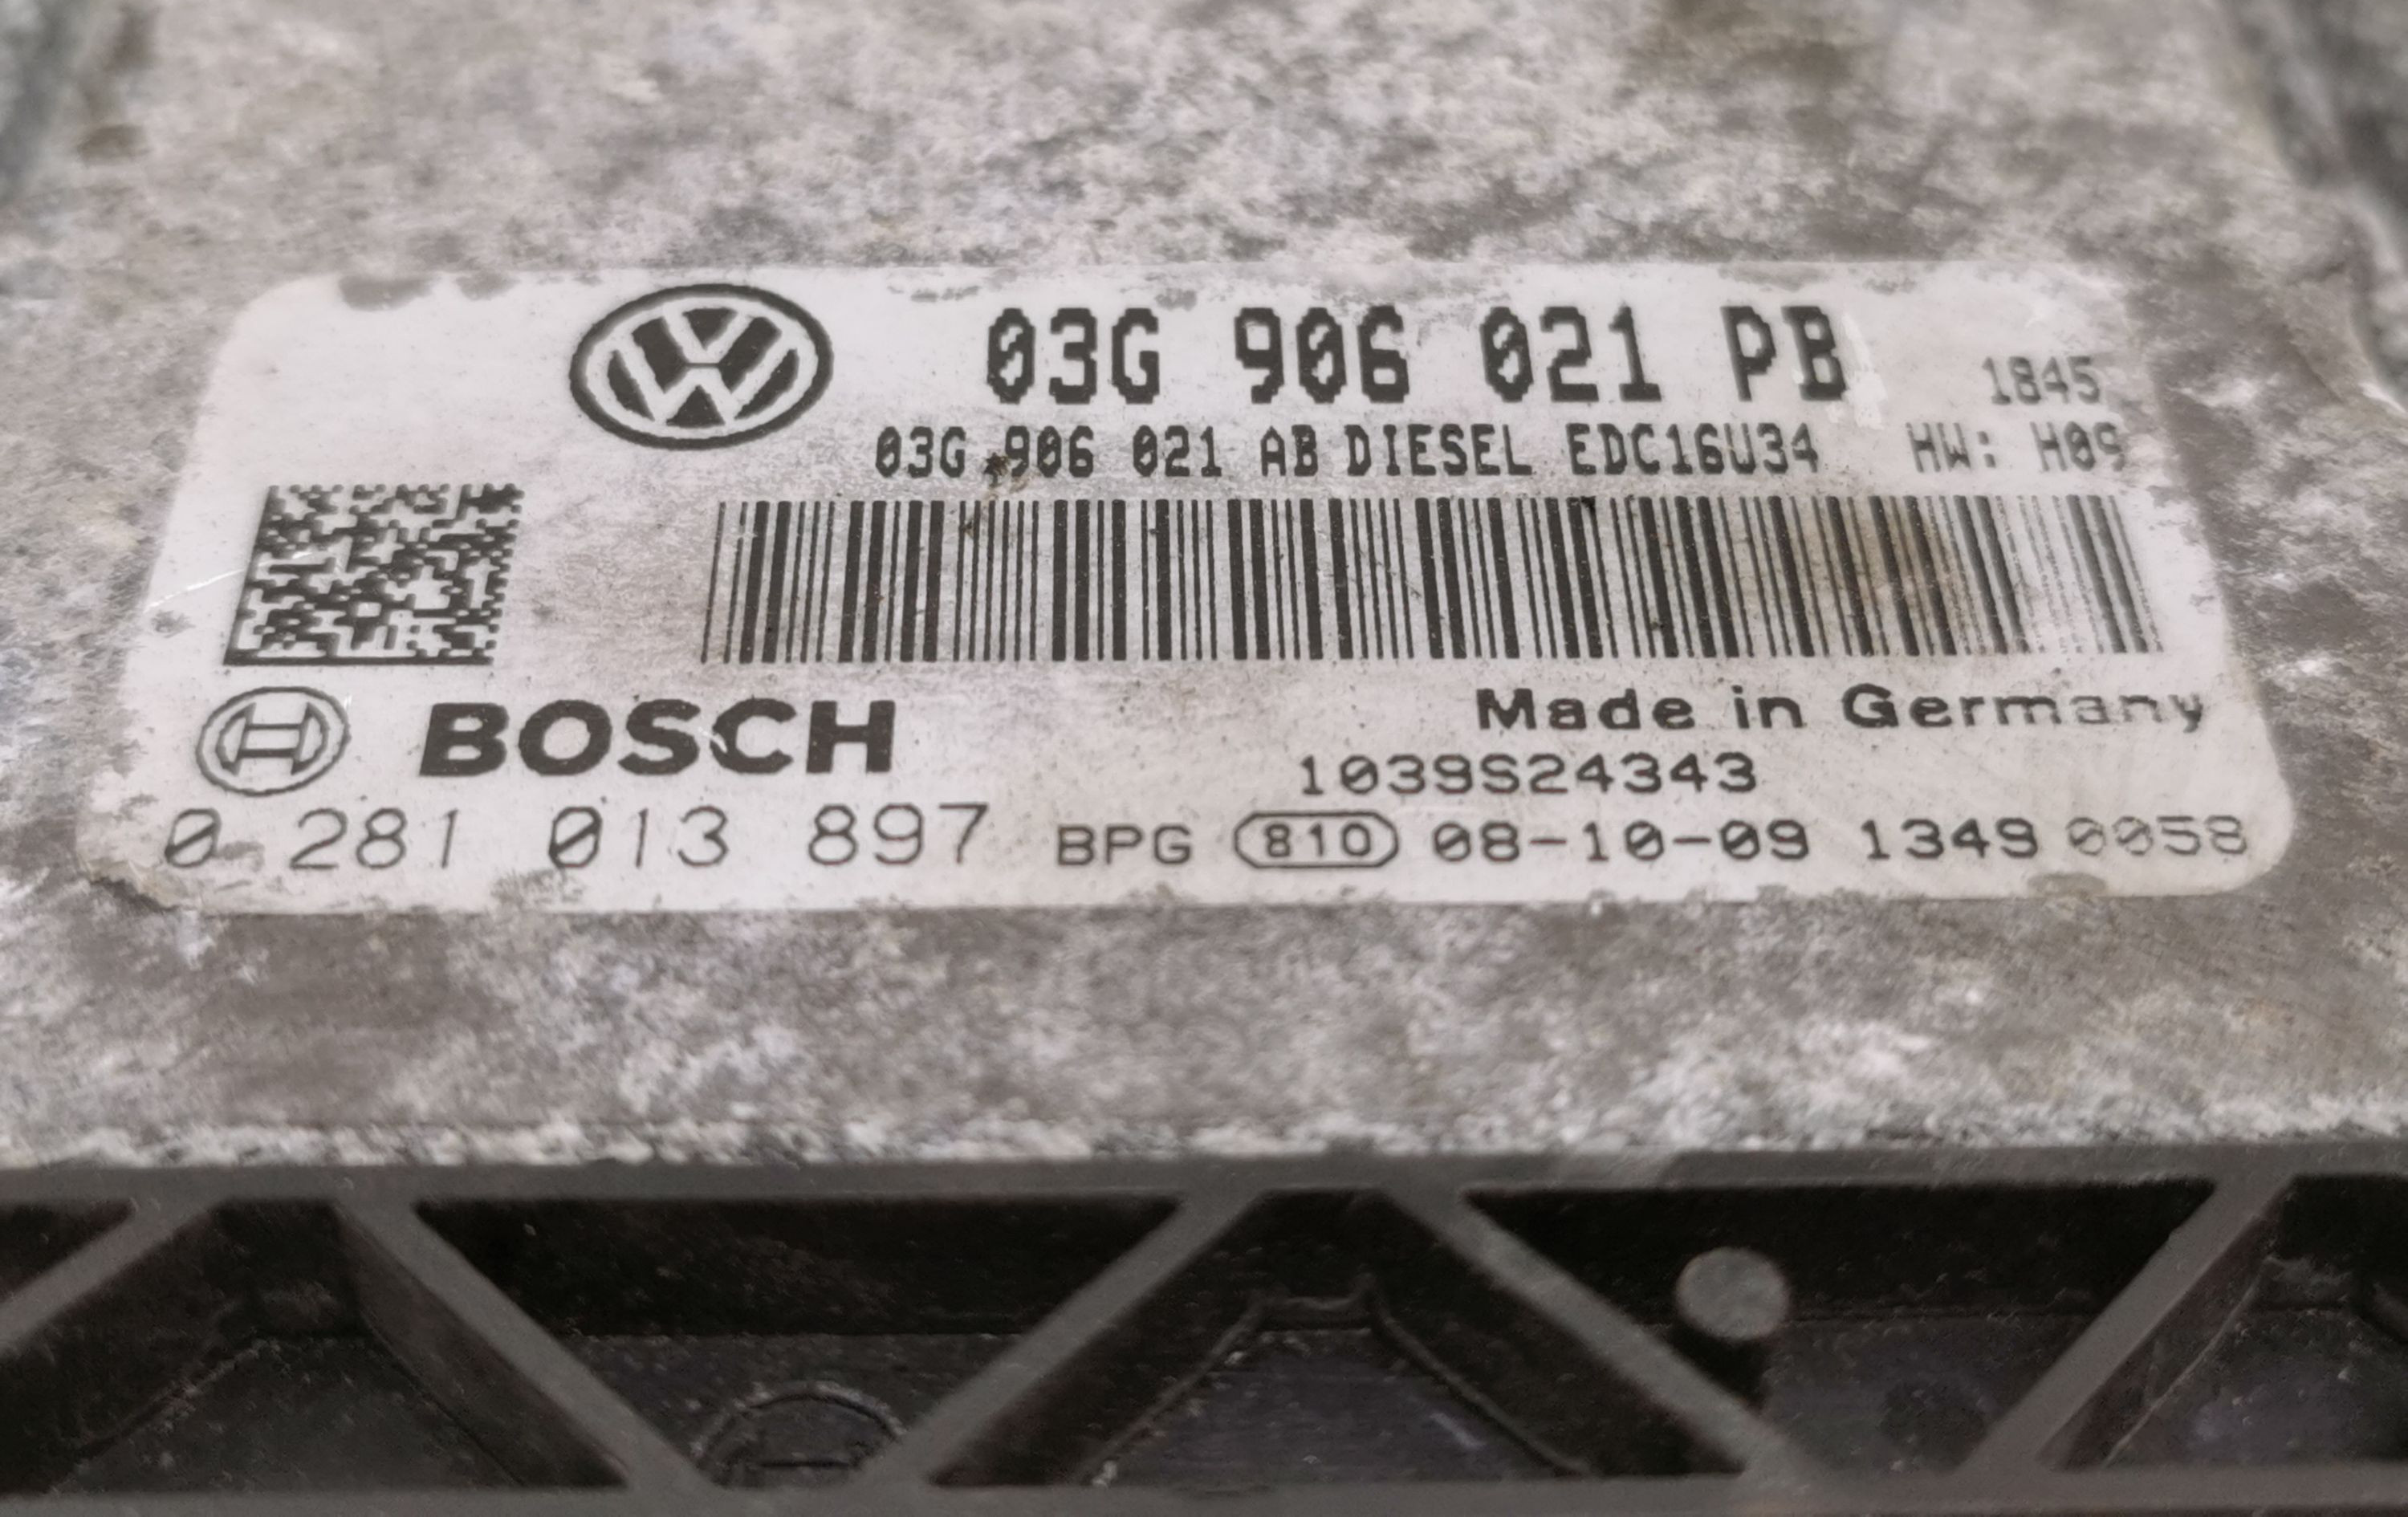 03G 906 021 PB
1845
03G 906 021 AB DIESEL EDC16U34 HW: H09
BOSCH
Made in Germany
1039S24343
0 281 013 897 BPG 810 08-10-09 1349 0058